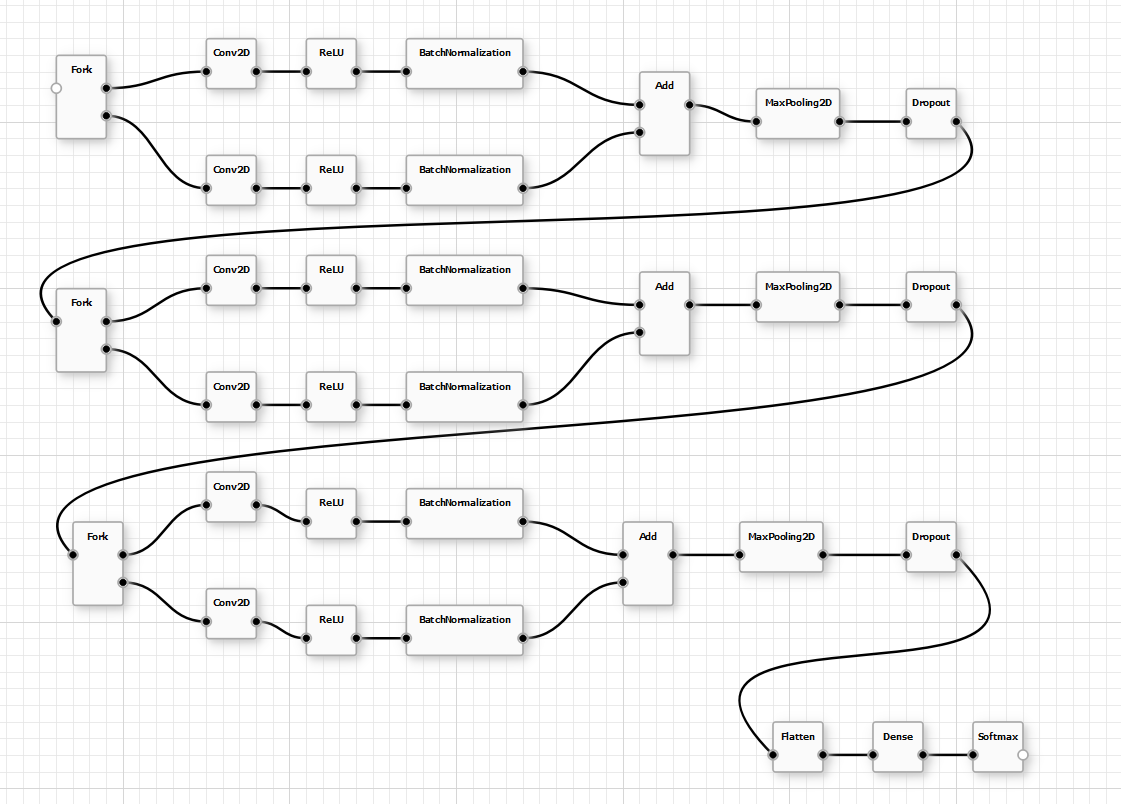 Fork
Conv2D
ReLU
BatchNormalization
Add
MaxPooling2D
Dropout
Conv2D
ReLU
BatchNormalization
Fork
Conv2D
ReLU
BatchNormalization
Add
MaxPooling2D
Dropout
Conv2D
ReLU
BatchNormalization
Fork
Conv2D
ReLU
BatchNormalization
Add
MaxPooling2D
Dropout
Conv2D
ReLU
BatchNormalization
Flatten
Dense
Softmax